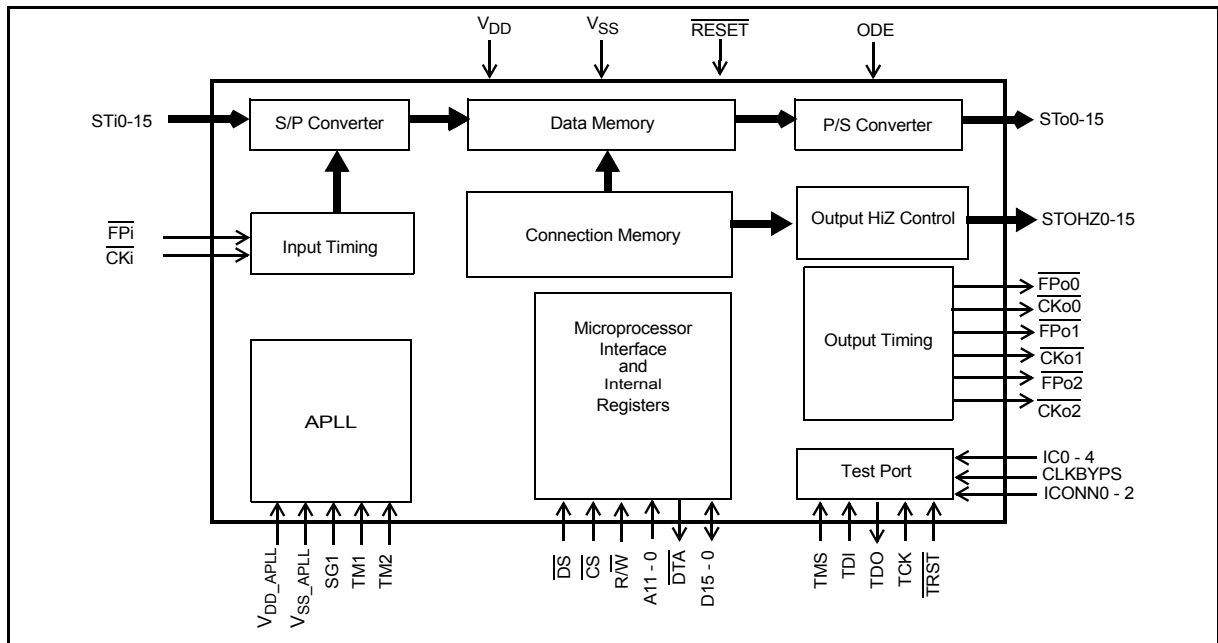 VDD
VSS
RESET
ODE
STi0-15
S/P Converter
Data Memory
P/S Converter
STo0-15
FPi
CKi
Input Timing
Connection Memory
Output HiZ Control
STOHZ0-15
APLL
Microprocessor
Interface
and
Internal
Registers
Output Timing
FPo0
CKo0
FPo1
CKo1
FPo2
CKo2
Test Port
IC0 - 4
CLKBYPS
ICONN0 - 2
VDD_APLL
VSS_APLL
SG1
TM1
TM2
DS
CS
R/W
A11 - 0
DTA
D15 - 0
TMS
TDI
TDO
TCK
TRST